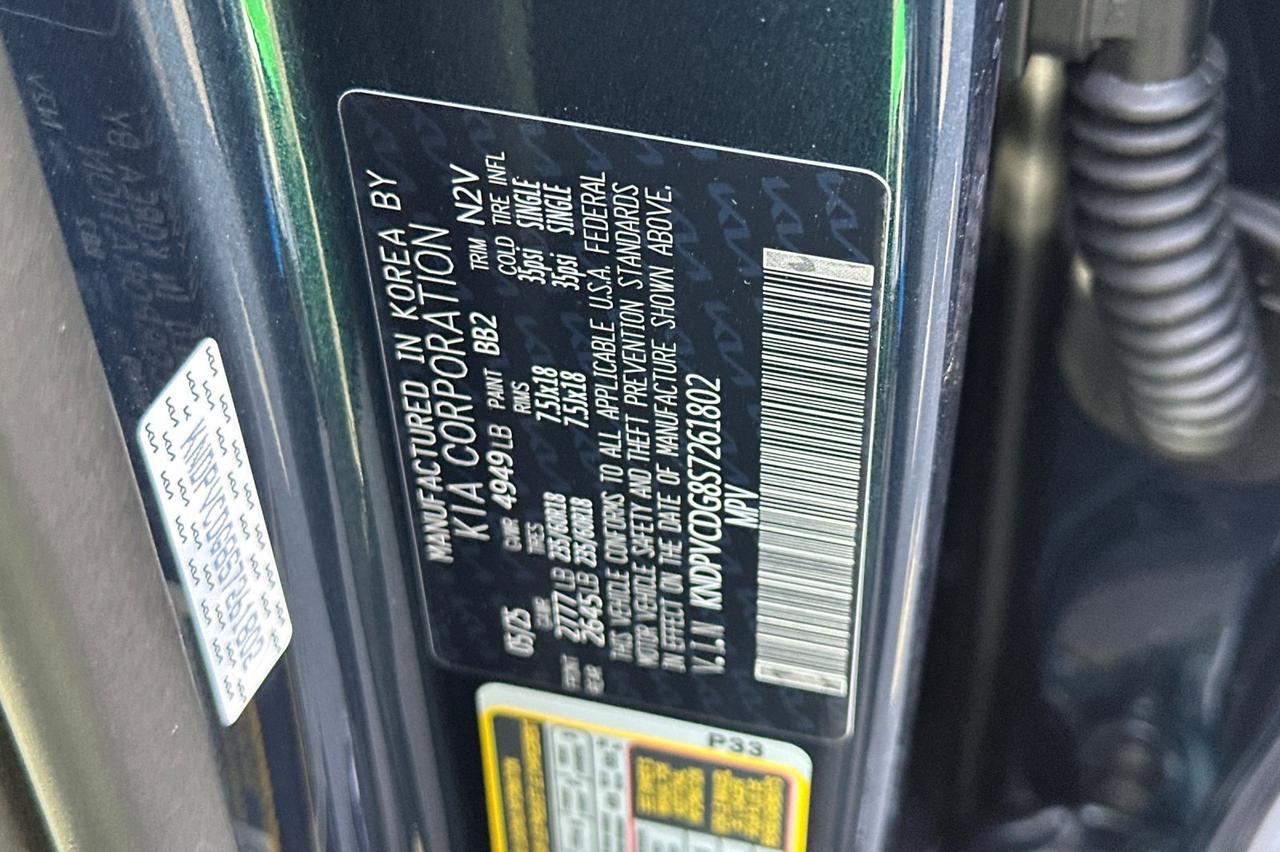 MANUFACTURED IN KOREA BY
KIA CORPORATION
05/25 GVWR 4949LB PAINT BB2 TRIM N2V
GAWR TIRES RIMS COLD TIRE INFL
FRONT 2777LB 235/60R18 7.5Jx18 35psi SINGLE
REAR 2645LB 235/60R18 7.5Jx18 35psi SINGLE
THIS VEHICLE CONFORMS TO ALL APPLICABLE U.S.A. FEDERAL
MOTOR VEHICLE SAFETY AND THEFT PREVENTION STANDARDS
IN EFFECT ON THE DATE OF MANUFACTURE SHOWN ABOVE.
V.I.N KNDPVCDG8S7261802
MPV
KNDPVCDG8S7261802
P33